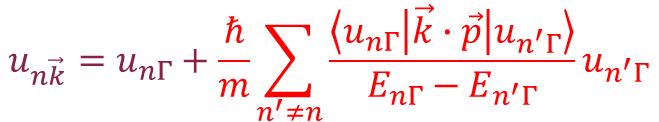 $u_{n\vec{k}} = u_{n\Gamma} + \frac{\hbar}{m} \sum_{n' \neq n} \frac{\langle u_{n\Gamma} | \vec{k} \cdot \vec{p} | u_{n'\Gamma} \rangle}{E_{n\Gamma} - E_{n'\Gamma}} u_{n'\Gamma}$